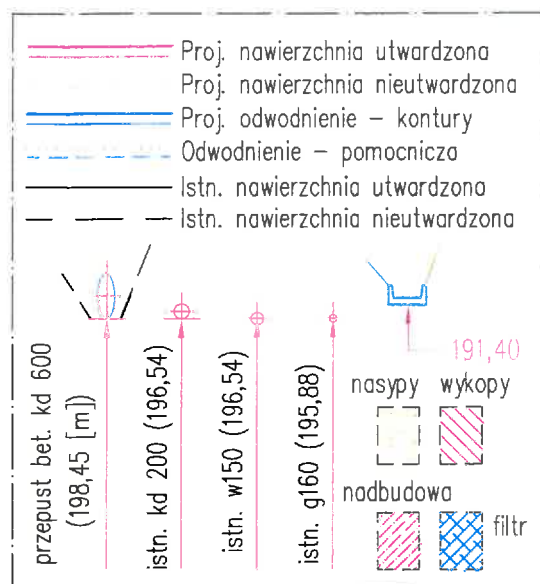 Proj. nawierzchnia utwardzona
Proj. nawierzchnia nieutwardzona
Proj. odwodnienie – kontury
Odwodnienie – pomocnicza
Istn. nawierzchnia utwardzona
Istn. nawierzchnia nieutwardzona
przepust bet. kd 600
(198,45 [m])
istn. kd 200 (196,54)
istn. w150 (196,54)
istn. g160 (195,88)
191,40
nasypy
wykopy
nadbudowa
filtr